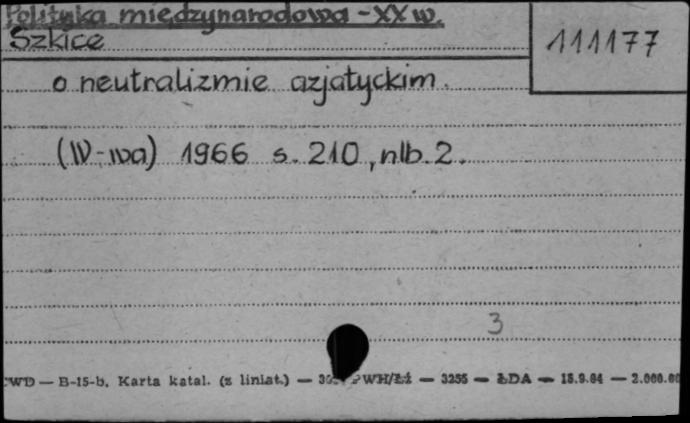 Polityka międzynarodowa - XX w.
Szkice
111177
o neutralizmie azjatyckim.
(W-wa) 1966 s. 210, nlb. 2.
3
WD — B-15-b. Karta katal. (z liniat.) — PWH/Łź — 3255 — ŁDA — 15.9.64 — 2.000.00